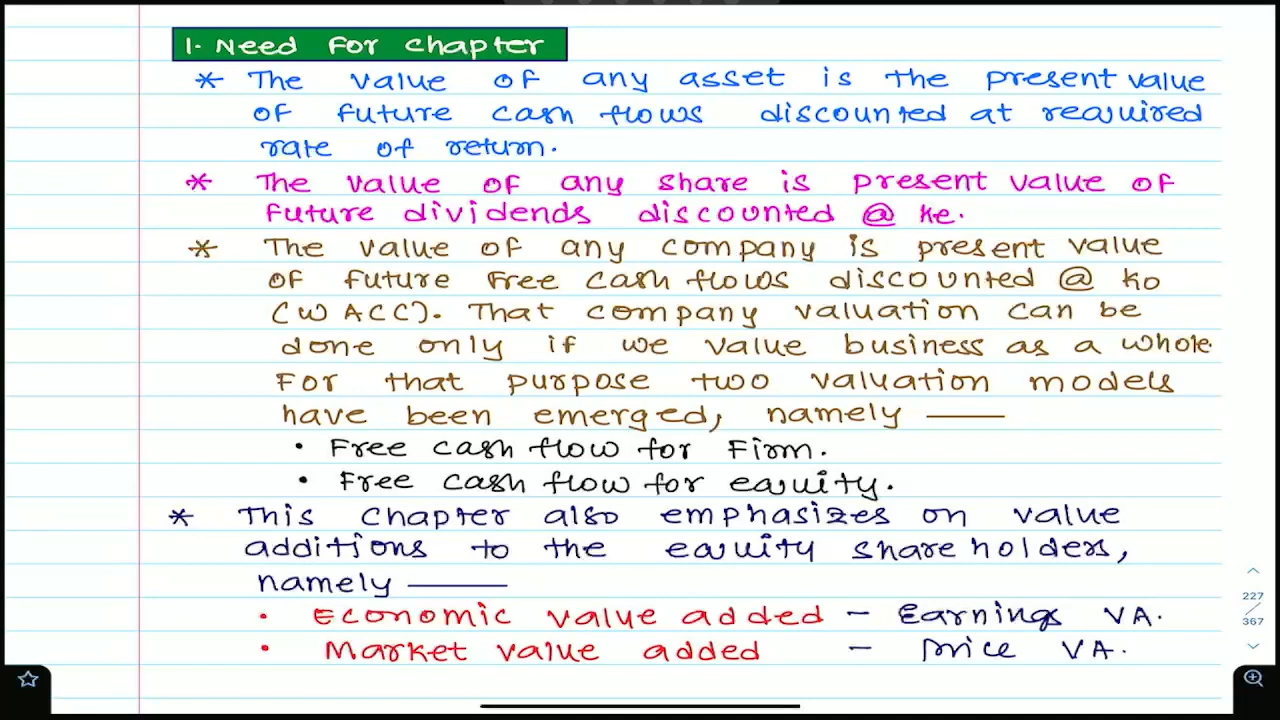 1. Need For Chapter
* The value of any asset is the present value
of future cash flows discounted at required
rate of return.
* The value of any share is present value of
future dividends discounted @ ke.
* The value of any company is present value
of future Free cash flows discounted @ ko
(WACC). That company valuation can be
done only if we value business as a whole.
For that purpose two valuation models
have been emerged, namely ——
• Free cash flow for Firm.
• Free cash flow for equity.
* This chapter also emphasizes on value
additions to the equity share holders,
namely ——
• Economic value added – Earnings VA.
• Market value added – Price VA.
227
/
367